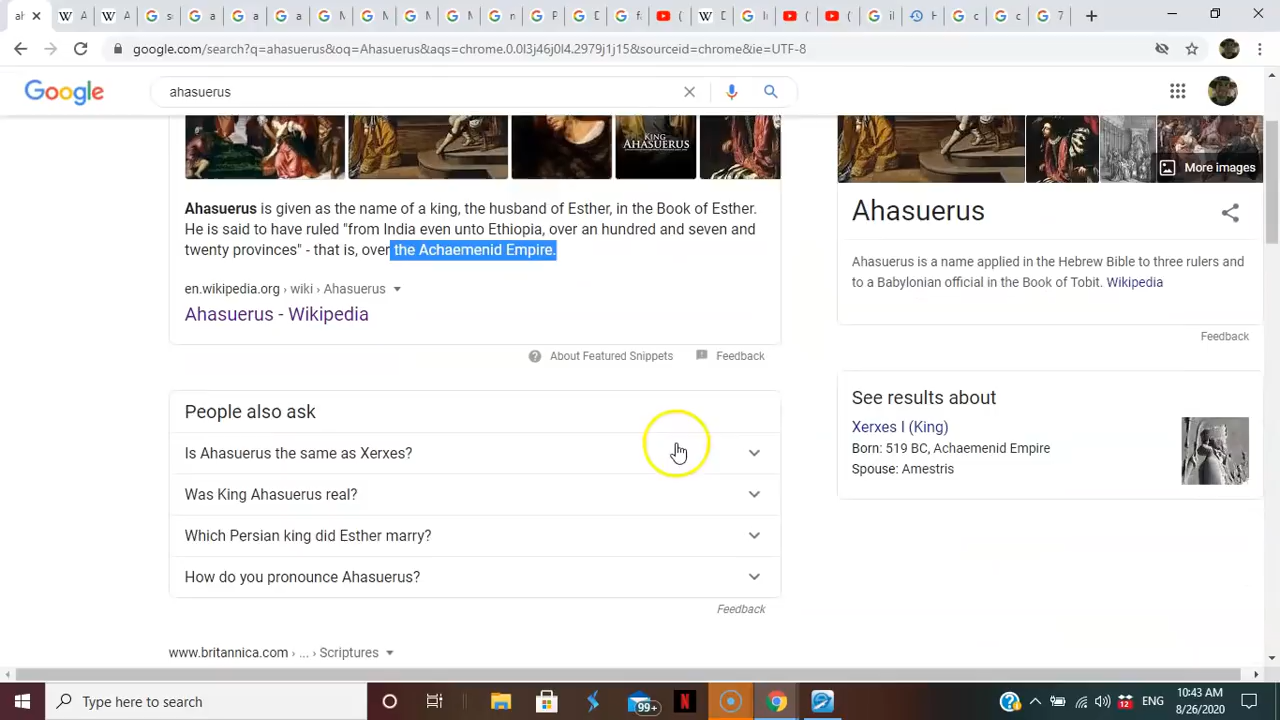 google.com/search?q=ahasuerus&oq=Ahasuerus&aqs=chrome.0.0l3j46j0l4.2979j1j15&sourceid=chrome&ie=UTF-8
Google
ahasuerus
KING
AHASUERUS
More images
Ahasuerus is given as the name of a king, the husband of Esther, in the Book of Esther.
He is said to have ruled "from India even unto Ethiopia, over an hundred and seven and
twenty provinces" - that is, over the Achaemenid Empire.
en.wikipedia.org › wiki › Ahasuerus
Ahasuerus - Wikipedia
About Featured Snippets
Feedback
Ahasuerus
Ahasuerus is a name applied in the Hebrew Bible to three rulers and
to a Babylonian official in the Book of Tobit. Wikipedia
Feedback
People also ask
Is Ahasuerus the same as Xerxes?
Was King Ahasuerus real?
Which Persian king did Esther marry?
How do you pronounce Ahasuerus?
Feedback
See results about
Xerxes I (King)
Born: 519 BC, Achaemenid Empire
Spouse: Amestris
www.britannica.com › ... › Scriptures
Type here to search
99+
N
12
ENG
10:43 AM
8/26/2020